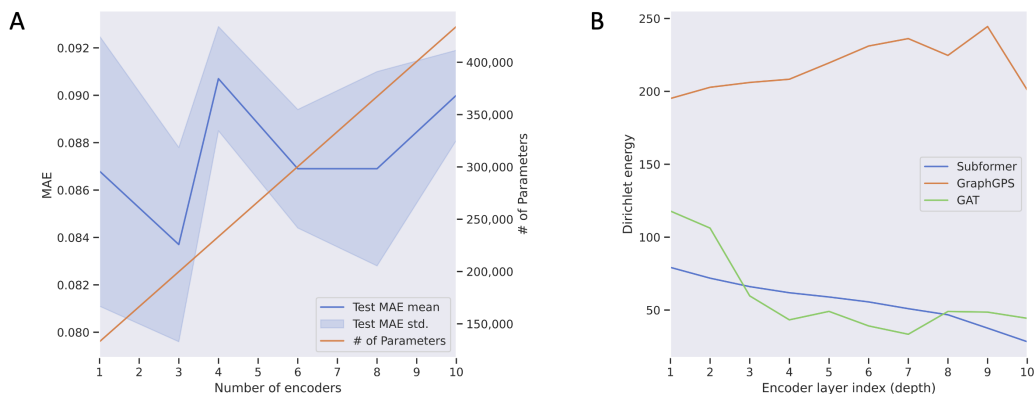 A
MAE
0.092
0.090
0.088
0.086
0.084
0.082
0.080
1 2 3 4 5 6 7 8 9 10
Number of encoders
400,000
350,000
300,000
250,000
200,000
150,000
# of Parameters
Test MAE mean
Test MAE std.
# of Parameters
B
Dirichlet energy
250
200
150
100
50
1 2 3 4 5 6 7 8 9 10
Encoder layer index (depth)
Subformer
GraphGPS
GAT